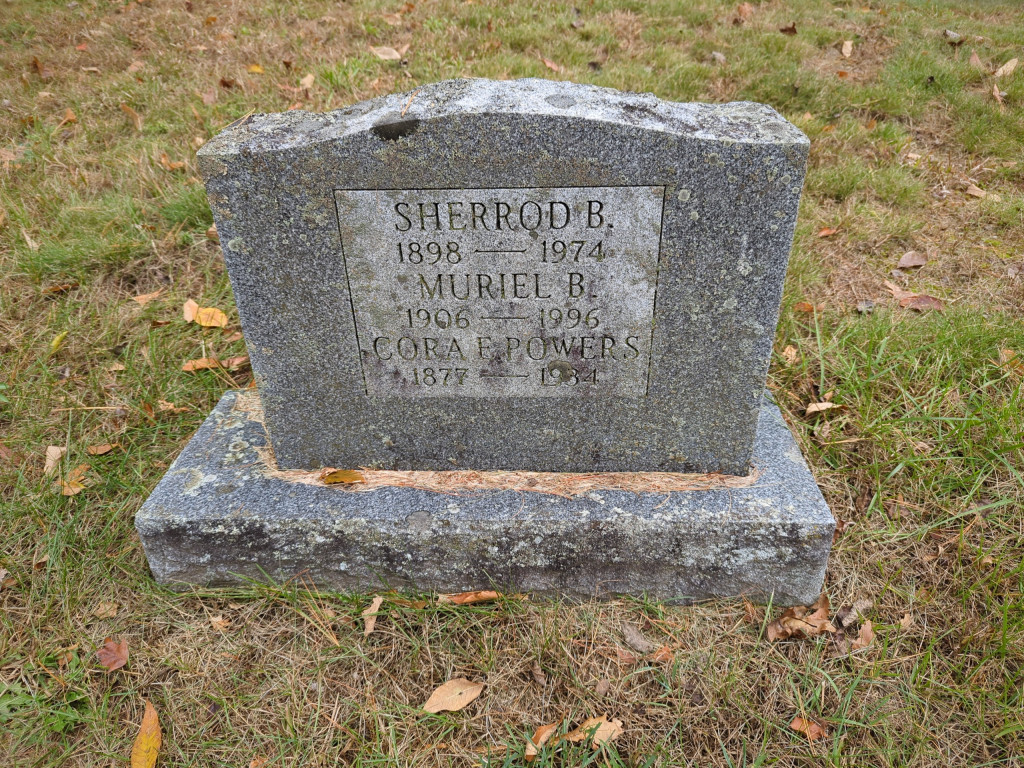 SHERROD B.
1898 — 1974
MURIEL B.
1906 — 1996
CORA E. POWERS
1877 — 1934